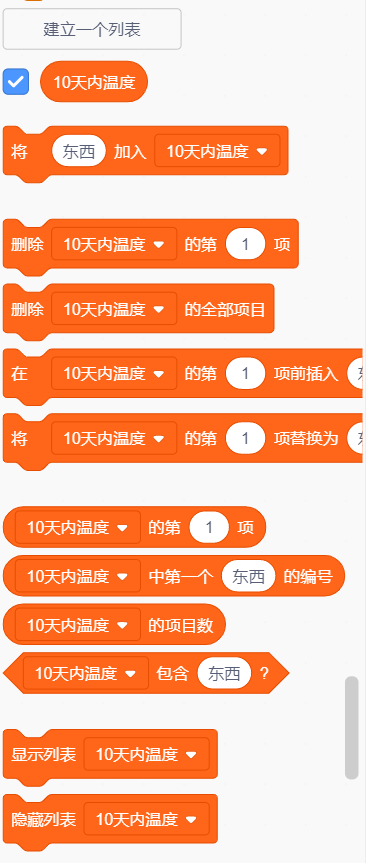 建立一个列表
10天内温度
将 东西 加入 10天内温度
删除 10天内温度 的第 1 项
删除 10天内温度 的全部项目
在 10天内温度 的第 1 项前插入
将 10天内温度 的第 1 项替换为
10天内温度 的第 1 项
10天内温度 中第一个 东西 的编号
10天内温度 的项目数
10天内温度 包含 东西 ?
显示列表 10天内温度
隐藏列表 10天内温度